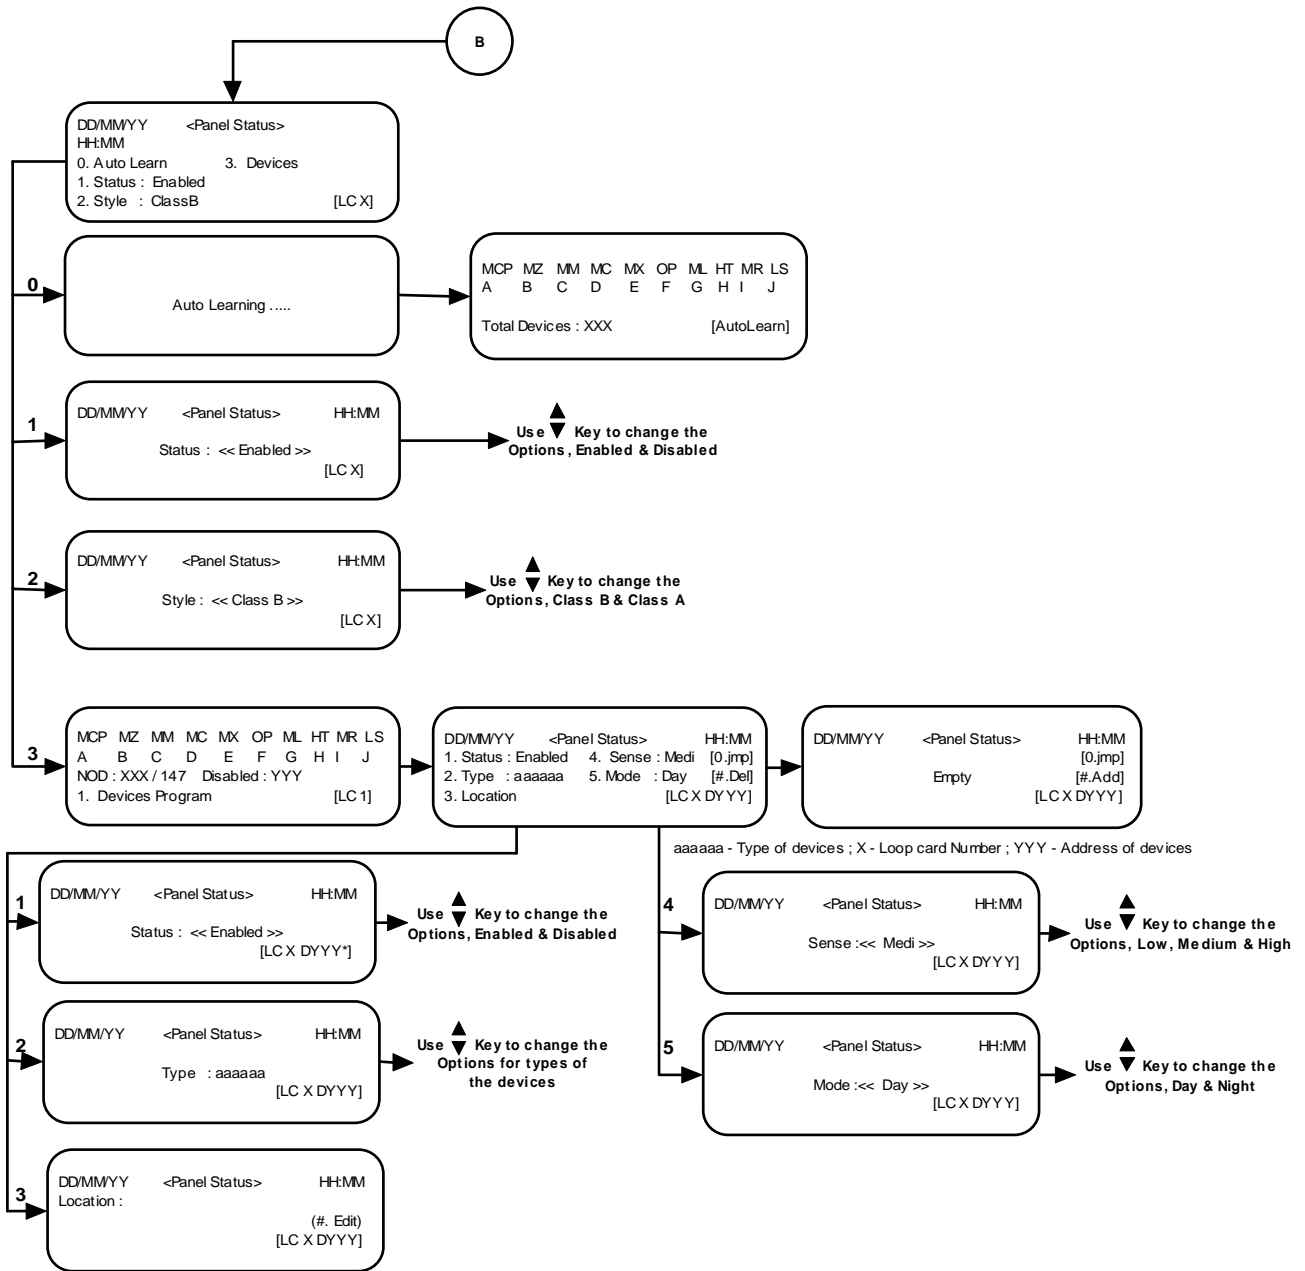 B
DD/MM/YY <Panel Status>
HH:MM
0. Auto Learn 3. Devices
1. Status : Enabled
2. Style : ClassB [LC X]
0
Auto Learning .....
MCP MZ MM MC MX OP ML HT MR LS
A B C D E F G H I J
Total Devices : XXX [AutoLearn]
1
DD/MM/YY <Panel Status> HH:MM
Status : << Enabled >>
[LC X]
Use ▲▼ Key to change the
Options, Enabled & Disabled
2
DD/MM/YY <Panel Status> HH:MM
Style : << Class B >>
[LC X]
Use ▲▼ Key to change the
Options, Class B & Class A
3
MCP MZ MM MC MX OP ML HT MR LS
A B C D E F G H I J
NOD : XXX / 147 Disabled : YYY
1. Devices Program [LC 1]
DD/MM/YY <Panel Status> HH:MM
1. Status : Enabled 4. Sense : Medi [0.jmp]
2. Type : aaaaaa 5. Mode : Day [#.Del]
3. Location [LC X DYYY]
DD/MM/YY <Panel Status> HH:MM
[0.jmp]
Empty [#.Add]
[LC X DYYY]
aaaaaa - Type of devices ; X - Loop card Number ; YYY - Address of devices
1
DD/MM/YY <Panel Status> HH:MM
Status : << Enabled >>
[LC X DYYY*]
Use ▲▼ Key to change the
Options, Enabled & Disabled
4
DD/MM/YY <Panel Status> HH:MM
Sense :<< Medi >>
[LC X DYYY]
Use ▲▼ Key to change the
Options, Low, Medium & High
2
DD/MM/YY <Panel Status> HH:MM
Type : aaaaaa
[LC X DYYY]
Use ▲▼ Key to change the
Options for types of
the devices
5
DD/MM/YY <Panel Status> HH:MM
Mode :<< Day >>
[LC X DYYY]
Use ▲▼ Key to change the
Options, Day & Night
3
DD/MM/YY <Panel Status> HH:MM
Location :
(#. Edit)
[LC X DYYY]